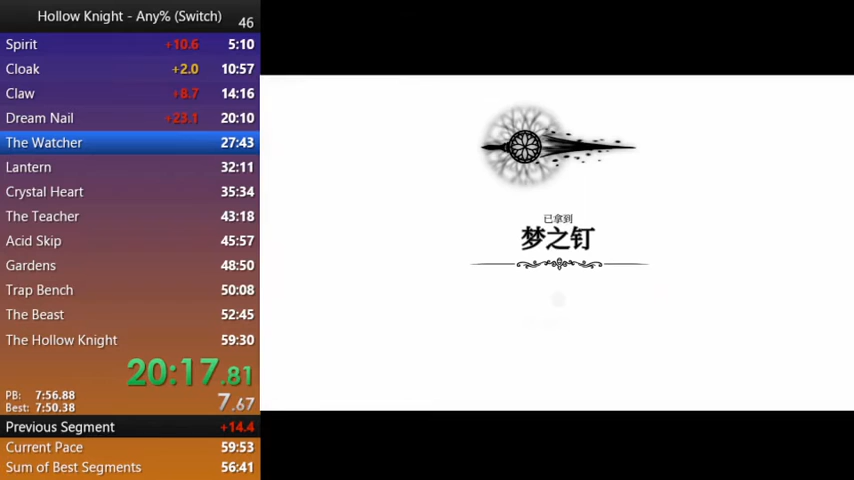 Hollow Knight - Any% (Switch) 46
Spirit +10.6 5:10
Cloak +2.0 10:57
Claw +8.7 14:16
Dream Nail +23.1 20:10
The Watcher 27:43
Lantern 32:11
Crystal Heart 35:34
The Teacher 43:18
Acid Skip 45:57
Gardens 48:50
Trap Bench 50:08
The Beast 52:45
The Hollow Knight 59:30
20:17.81
PB: 7:56.88
Best: 7:50.38
7.67
Previous Segment +14.4
Current Pace 59:53
Sum of Best Segments 56:41
已拿到
梦之钉